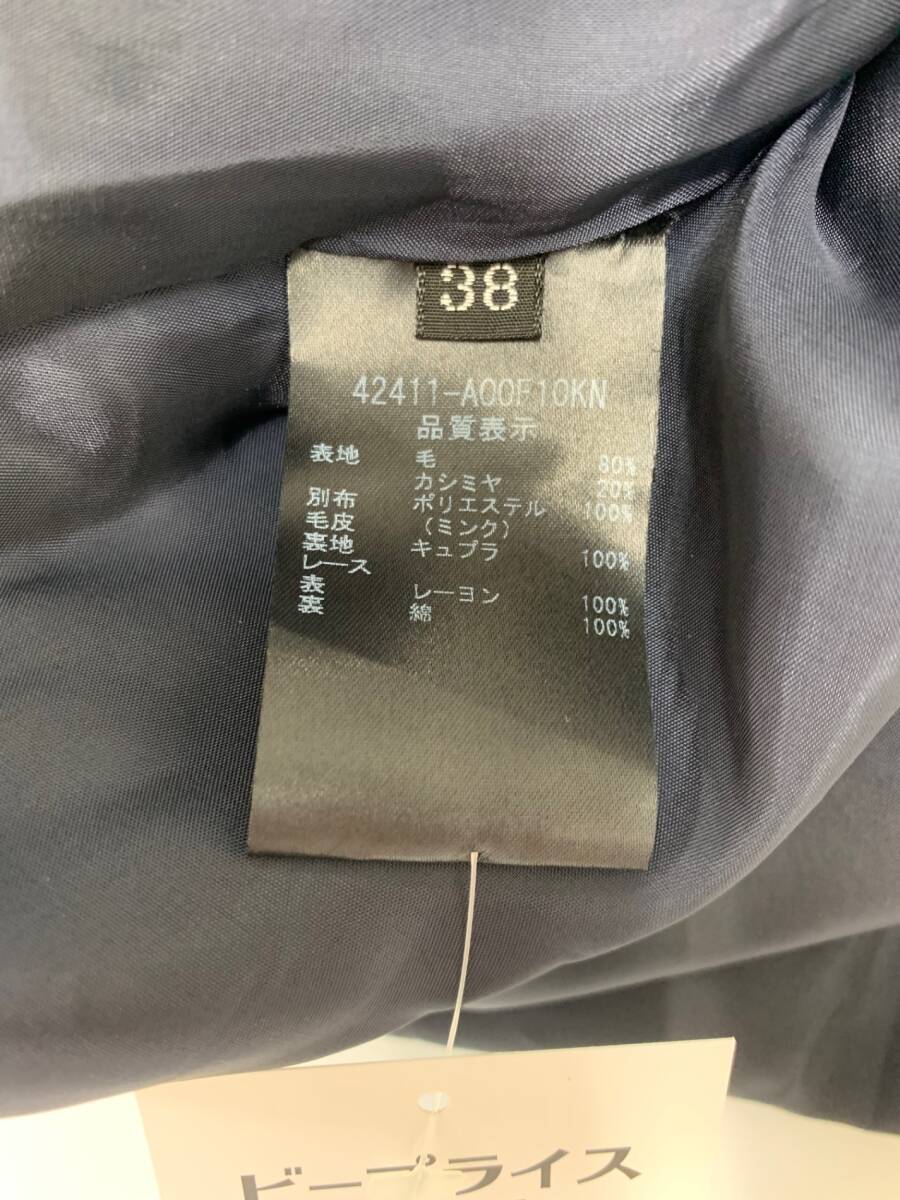 38
42411-A00F10KN
品質表示
表地 毛 80%
カシミヤ 20%
別布 ポリエステル 100%
毛皮 (ミンク)
裏地 キュプラ 100%
レース
表 レーヨン 100%
裏 綿 100%
ビープライス